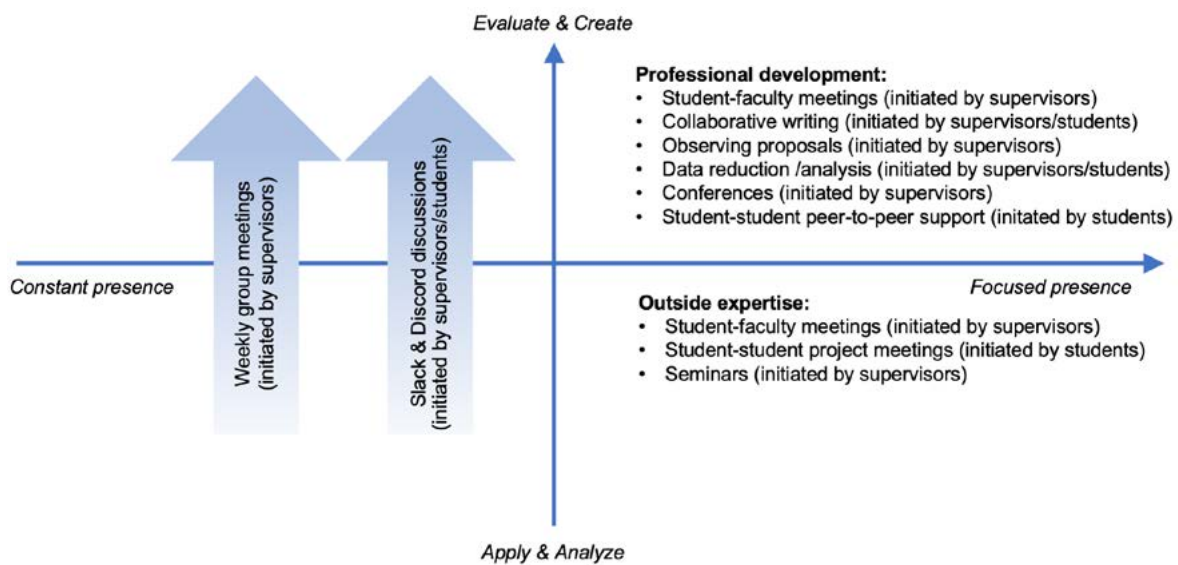 Evaluate & Create
Professional development:
• Student-faculty meetings (initiated by supervisors)
• Collaborative writing (initiated by supervisors/students)
• Observing proposals (initiated by supervisors)
• Data reduction /analysis (initiated by supervisors/students)
• Conferences (initiated by supervisors)
• Student-student peer-to-peer support (initated by students)
Weekly group meetings
(initiated by supervisors)
Slack & Discord discussions
(initiated by supervisors/students)
Constant presence
Focused presence
Outside expertise:
• Student-faculty meetings (initiated by supervisors)
• Student-student project meetings (initiated by students)
• Seminars (initiated by supervisors)
Apply & Analyze